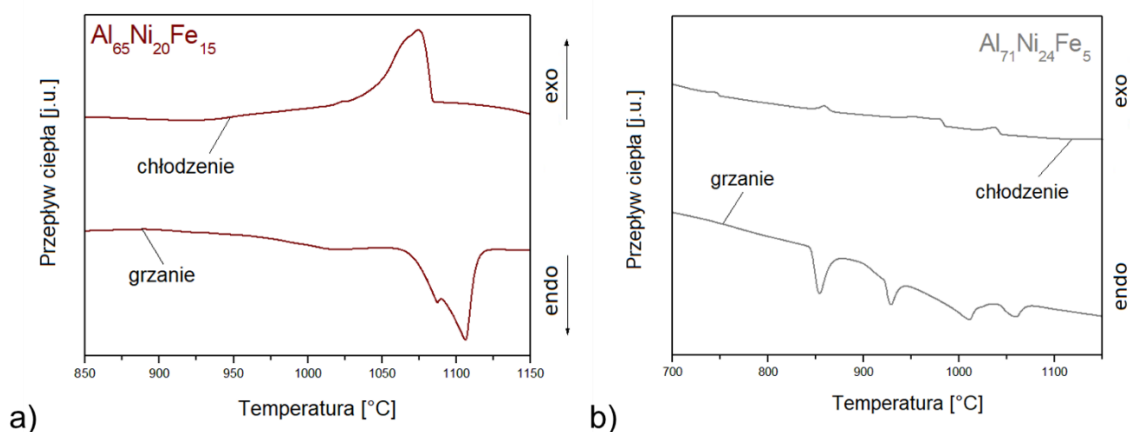 Al65Ni20Fe15
Przepływ ciepła [j.u.]
chłodzenie
grzanie
exo
endo
850 900 950 1000 1050 1100 1150
Temperatura [°C]
a)
Al71Ni24Fe5
Przepływ ciepła [j.u.]
grzanie
chłodzenie
exo
endo
700 800 900 1000 1100
Temperatura [°C]
b)